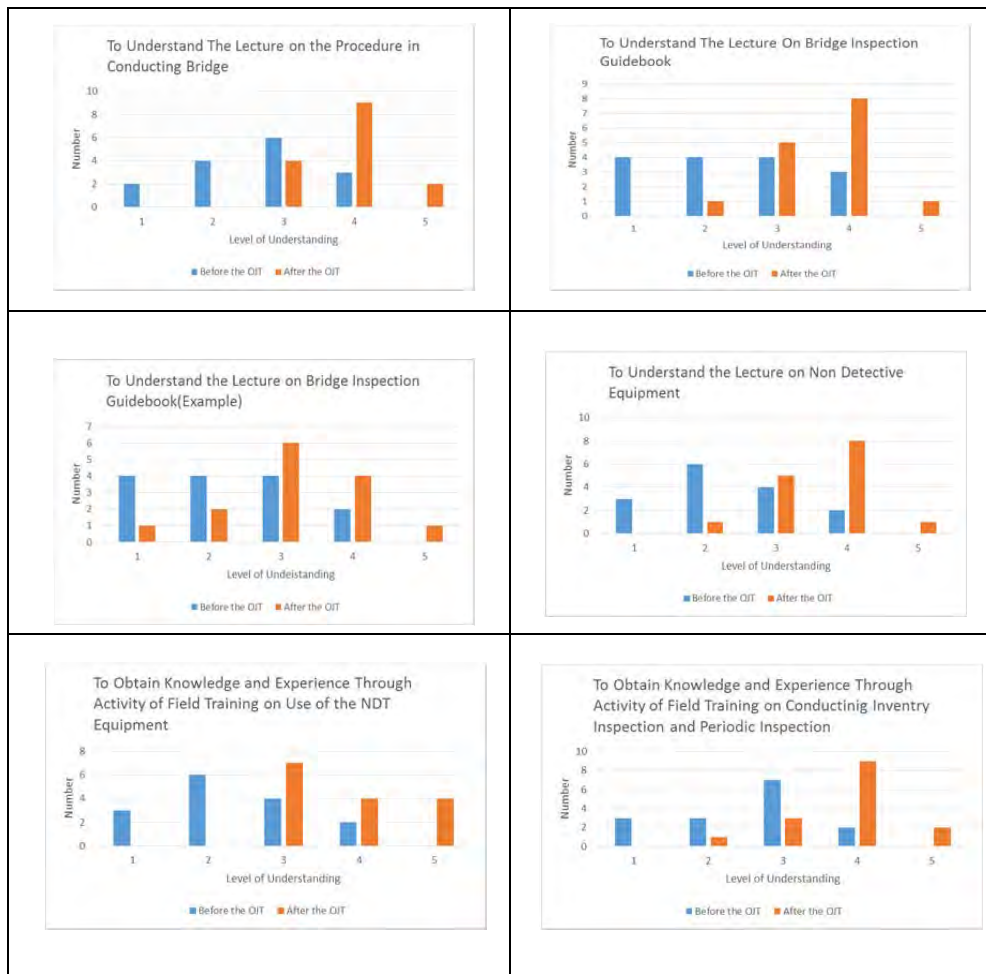 To Understand The Lecture on the Procedure in
Conducting Bridge
10
8
6
4
2
0
Number
1 2 3 4 5
Level of Understanding
Before the OJT After the OJT
To Understand The Lecture On Bridge Inspection
Guidebook
9
8
7
6
5
4
3
2
1
0
Number
1 2 3 4 5
Level of Understanding
Before the OJT After the OJT
To Understand the Lecture on Bridge Inspection
Guidebook(Example)
7
6
5
4
3
2
1
0
Number
1 2 3 4 5
Level of Undeistanding
Before the OJT After the OJT
To Understand the Lecture on Non Detective
Equipment
10
8
6
4
2
0
Number
1 2 3 4 5
Level of Understanding
Before the OJT After the OJT
To Obtain Knowledge and Experience Through
Activity of Field Training on Use of the NDT
Equipment
8
6
4
2
0
Number
1 2 3 4 5
Level of Understanding
Before the OJT After the OJT
To Obtain Knowledge and Experience Through
Activity of Field Training on Conductinig Inventry
Inspection and Periodic Inspection
10
8
6
4
2
0
Number
1 2 3 4 5
Level of Understanding
Before the OJT After the OJT